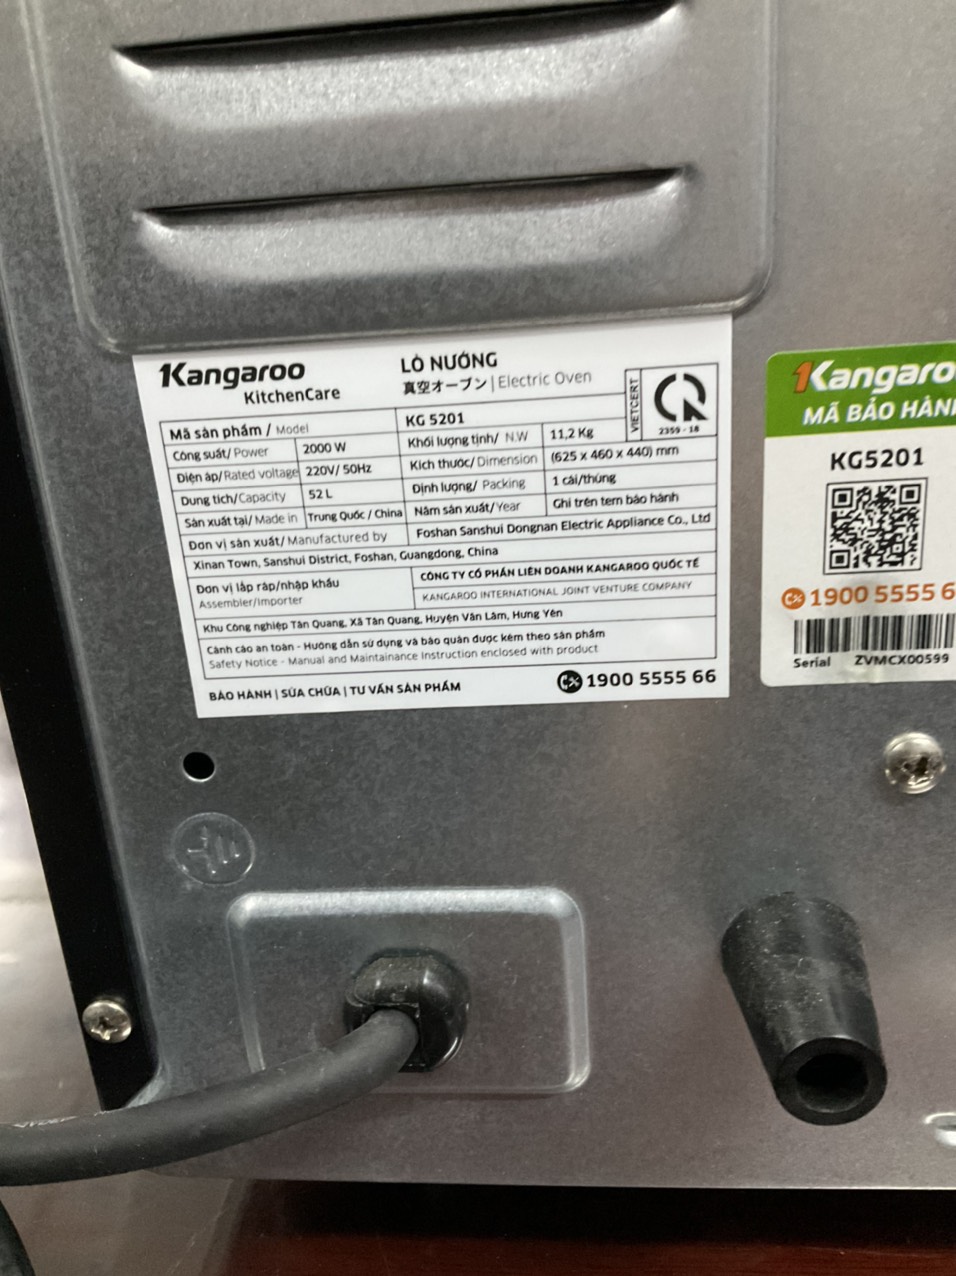 Kangaroo
KitchenCare
LÒ NƯỚNG
真空オーブン | Electric Oven
VIETCERT
2359 - 18
Mã sản phẩm / Model KG 5201
Công suất/ Power 2000 W Khối lượng tịnh/ N.W 11,2 Kg
Điện áp/Rated voltage 220V/ 50Hz Kích thước/ Dimension (625 x 460 x 440) mm
Dung tích/Capacity 52 L Định lượng/ Packing 1 cái/thùng
Sản xuất tại/ Made in Trung Quốc / China Năm sản xuất/Year Ghi trên tem bảo hành
Đơn vị sản xuất/ Manufactured by Foshan Sanshui Dongnan Electric Appliance Co., Ltd
Xinan Town, Sanshui District, Foshan, Guangdong, China
Đơn vị lắp ráp/nhập khẩu
Assembler/Importer
CÔNG TY CỔ PHẦN LIÊN DOANH KANGAROO QUỐC TẾ
KANGAROO INTERNATIONAL JOINT VENTURE COMPANY
Khu Công nghiệp Tân Quang, Xã Tân Quang, Huyện Văn Lâm, Hưng Yên
Cảnh cáo an toàn - Hướng dẫn sử dụng và bảo quản được kèm theo sản phẩm
Safety Notice - Manual and Maintainance Instruction enclosed with product
BẢO HÀNH | SỬA CHỮA | TƯ VẤN SẢN PHẨM 1900 5555 66
Kangaro
MÃ BẢO HÀN
KG5201
1900 5555 6
Serial ZVMCX00599